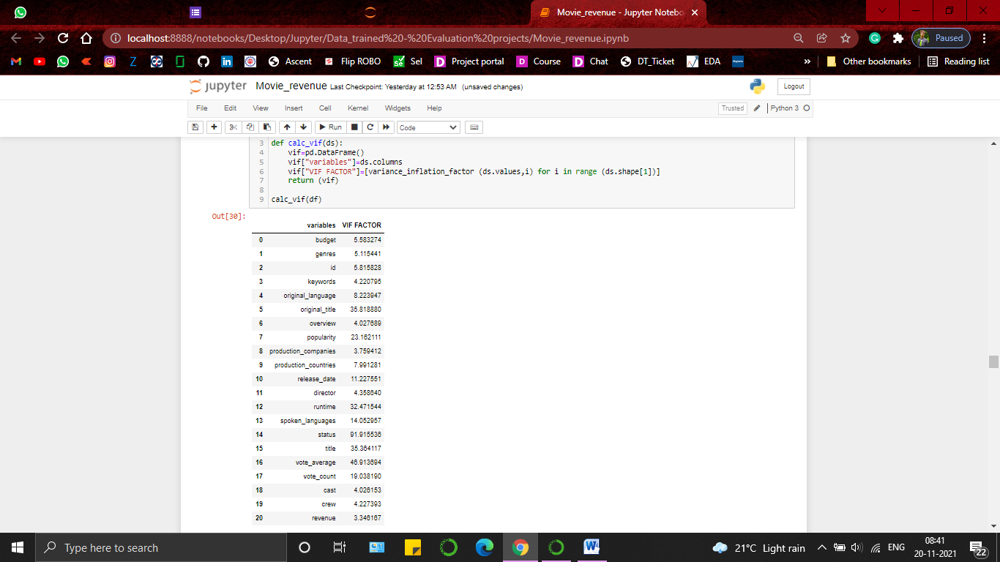 Movie_revenue - Jupyter Notebo
localhost:8888/notebooks/Desktop/Jupyter/Data_trained%20-%20Evaluation%20projects/Movie_revenue.ipynb
Paused
Ascent Flip ROBO Sel Project portal Course Chat DT_Ticket EDA » Other bookmarks Reading list
jupyter Movie_revenue Last Checkpoint: Yesterday at 12:53 AM (unsaved changes) Logout
File Edit View Insert Cell Kernel Widgets Help Trusted Python 3
Run Code
3 def calc_vif(ds):
4 vif=pd.DataFrame()
5 vif["variables"]=ds.columns
6 vif["VIF FACTOR"]=[variance_inflation_factor (ds.values,i) for i in range (ds.shape[1])]
7 return (vif)
8
9 calc_vif(df)
Out[30]:
variables VIF FACTOR
0 budget 5.583274
1 genres 5.115441
2 id 5.815828
3 keywords 4.220795
4 original_language 8.223947
5 original_title 35.818880
6 overview 4.027689
7 popularity 23.162111
8 production_companies 3.759412
9 production_countries 7.991281
10 release_date 11.227551
11 director 4.358640
12 runtime 32.471544
13 spoken_languages 14.052957
14 status 91.915536
15 title 35.364117
16 vote_average 46.913694
17 vote_count 19.038190
18 cast 4.026153
19 crew 4.227393
20 revenue 3.346167
Type here to search
21°C Light rain
ENG
08:41
20-11-2021
22